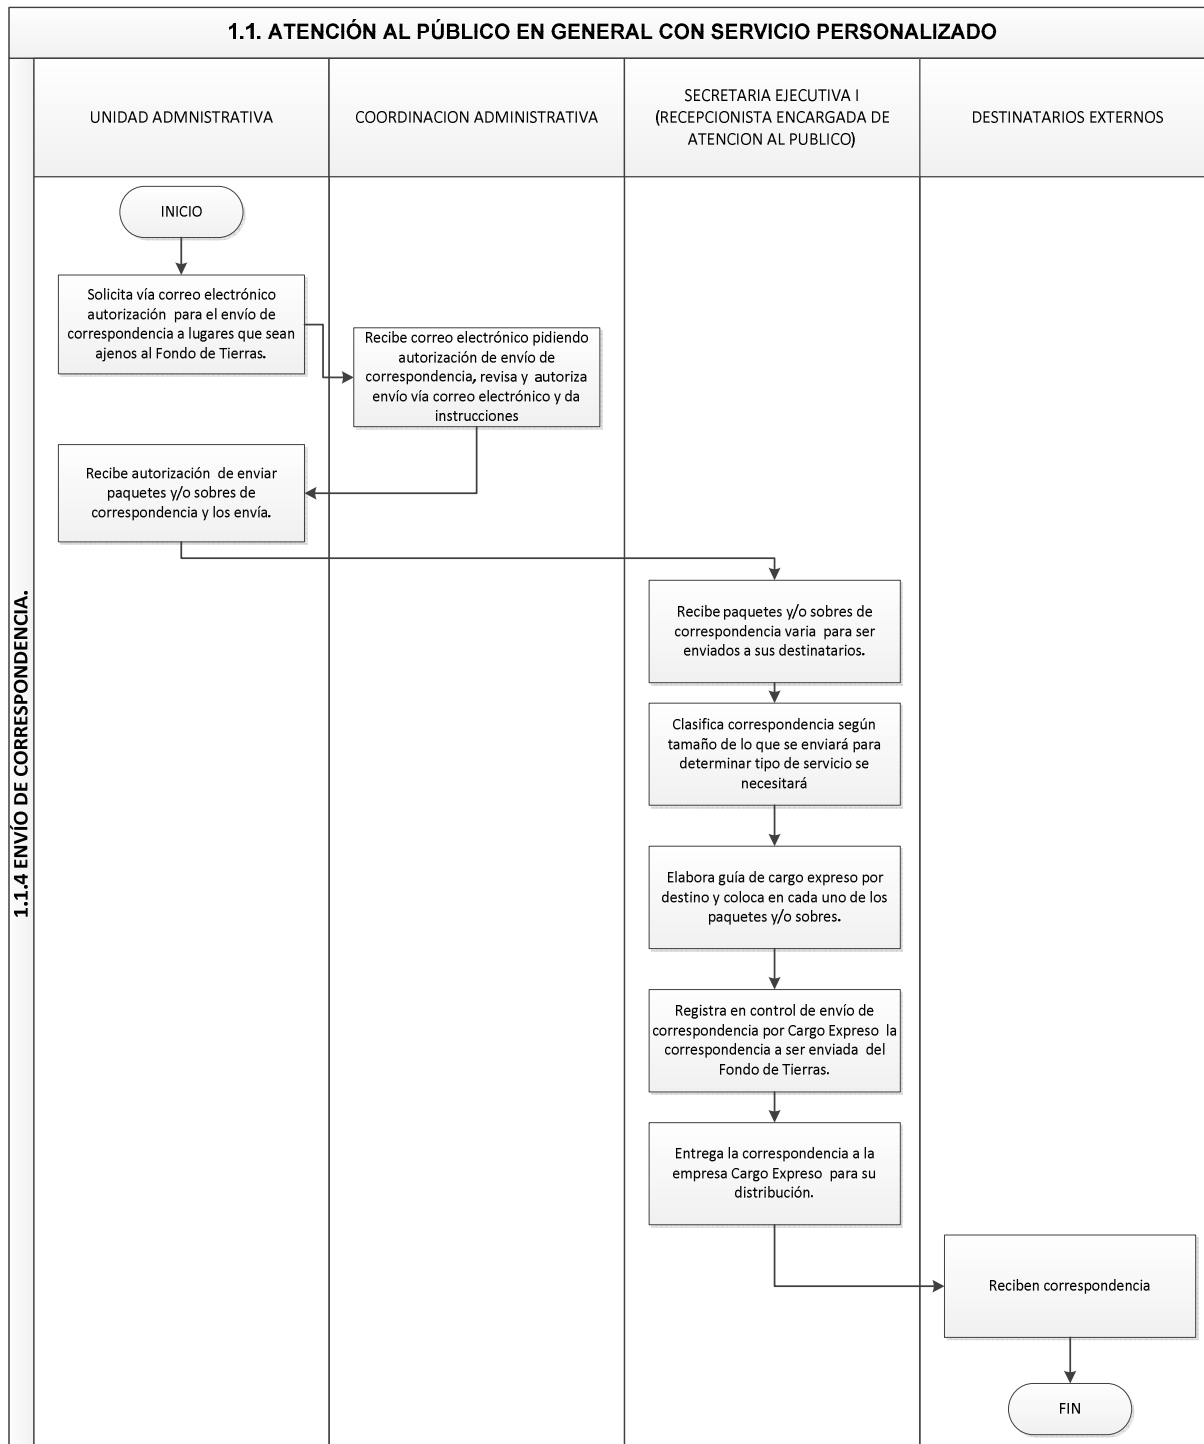 1.1. ATENCIÓN AL PÚBLICO EN GENERAL CON SERVICIO PERSONALIZADO
1.1.4 ENVÍO DE CORRESPONDENCIA.
UNIDAD ADMNISTRATIVA
COORDINACION ADMINISTRATIVA
SECRETARIA EJECUTIVA I
(RECEPCIONISTA ENCARGADA DE
ATENCION AL PUBLICO)
DESTINATARIOS EXTERNOS
INICIO
Solicita vía correo electrónico
autorización para el envío de
correspondencia a lugares que sean
ajenos al Fondo de Tierras.
Recibe correo electrónico pidiendo
autorización de envío de
correspondencia, revisa y autoriza
envío vía correo electrónico y da
instrucciones
Recibe autorización de enviar
paquetes y/o sobres de
correspondencia y los envía.
Recibe paquetes y/o sobres de
correspondencia varia para ser
enviados a sus destinatarios.
Clasifica correspondencia según
tamaño de lo que se enviará para
determinar tipo de servicio se
necesitará
Elabora guía de cargo expreso por
destino y coloca en cada uno de los
paquetes y/o sobres.
Registra en control de envío de
correspondencia por Cargo Expreso la
correspondencia a ser enviada del
Fondo de Tierras.
Entrega la correspondencia a la
empresa Cargo Expreso para su
distribución.
Reciben correspondencia
FIN